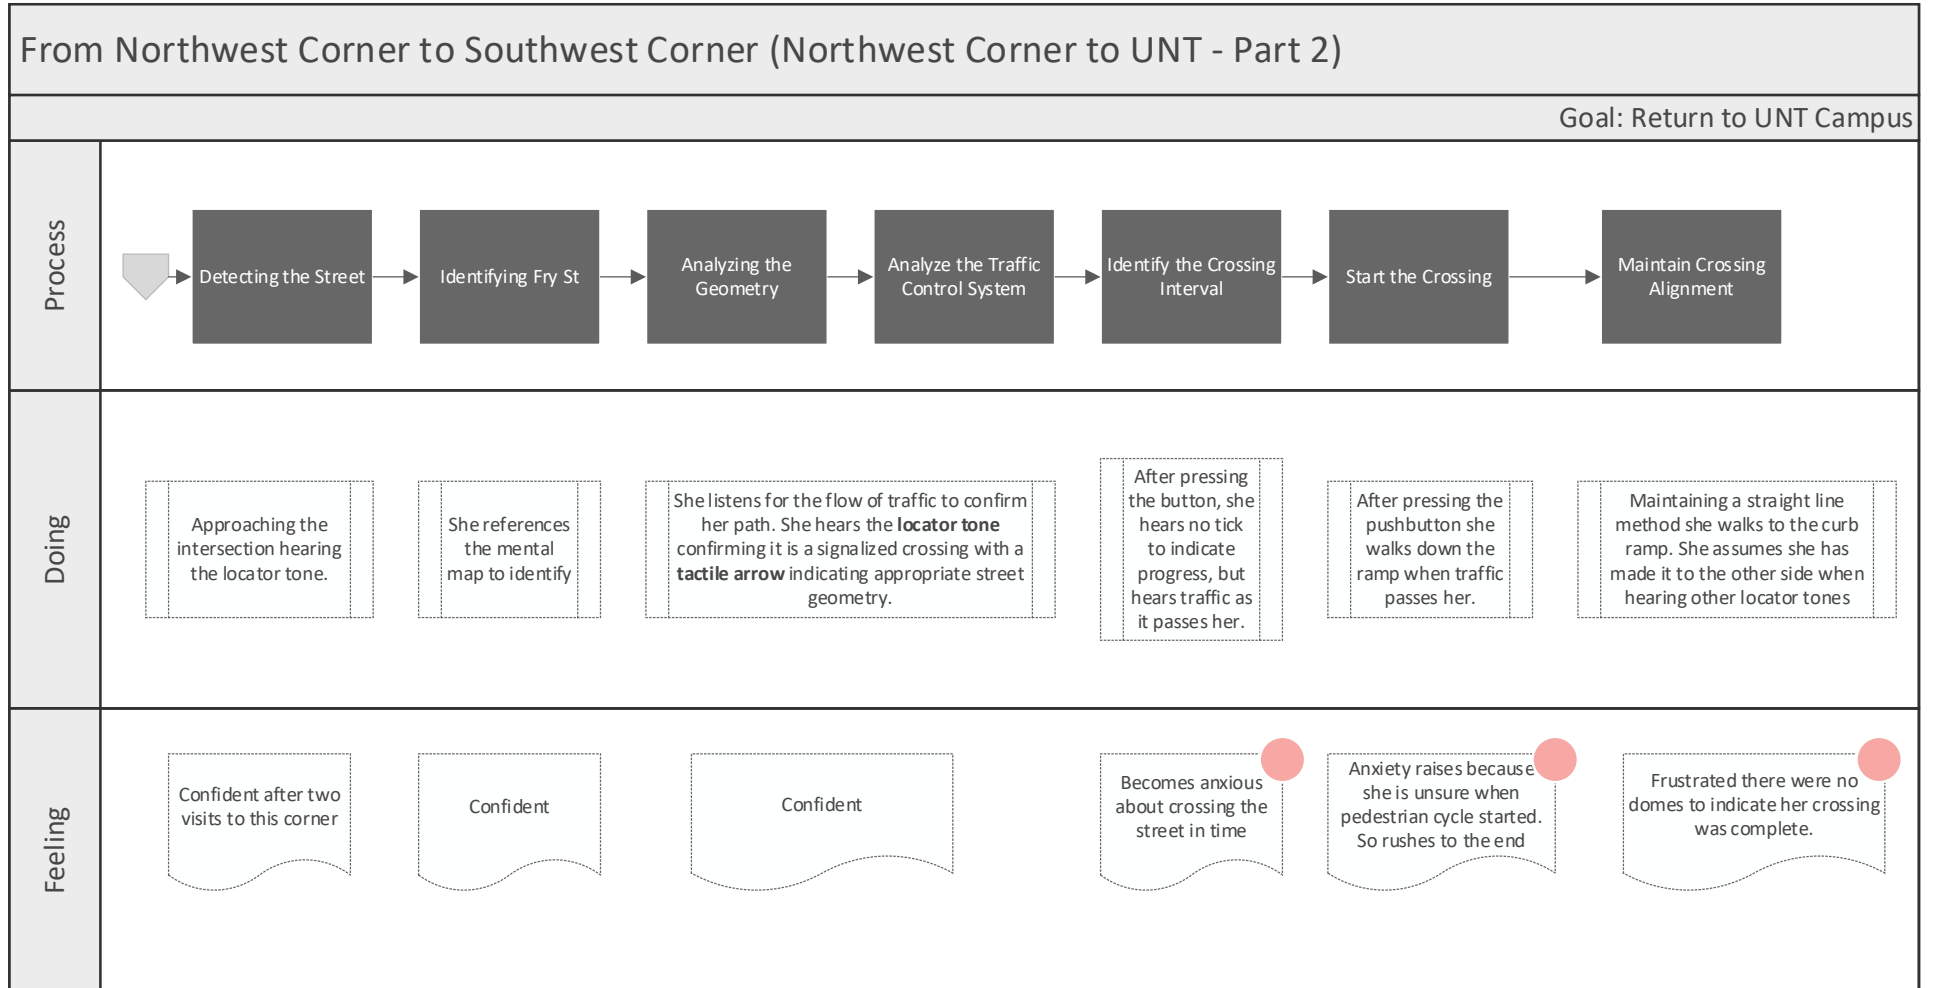 From Northwest Corner to Southwest Corner (Northwest Corner to UNT - Part 2)
Goal: Return to UNT Campus
Process
Detecting the Street
Identifying Fry St
Analyzing the
Geometry
Analyze the Traffic
Control System
Identify the Crossing
Interval
Start the Crossing
Maintain Crossing
Alignment
Doing
Approaching the
intersection hearing
the locator tone.
She references
the mental
map to identify
She listens for the flow of traffic to confirm
her path. She hears the locator tone
confirming it is a signalized crossing with a
tactile arrow indicating appropriate street
geometry.
After pressing
the button, she
hears no tick
to indicate
progress, but
hears traffic as
it passes her.
After pressing the
pushbutton she
walks down the
ramp when traffic
passes her.
Maintaining a straight line
method she walks to the curb
ramp. She assumes she has
made it to the other side when
hearing other locator tones
Feeling
Confident after two
visits to this corner
Confident
Confident
Becomes anxious
about crossing the
street in time
Anxiety raises because
she is unsure when
pedestrian cycle started.
So rushes to the end
Frustrated there were no
domes to indicate her crossing
was complete.